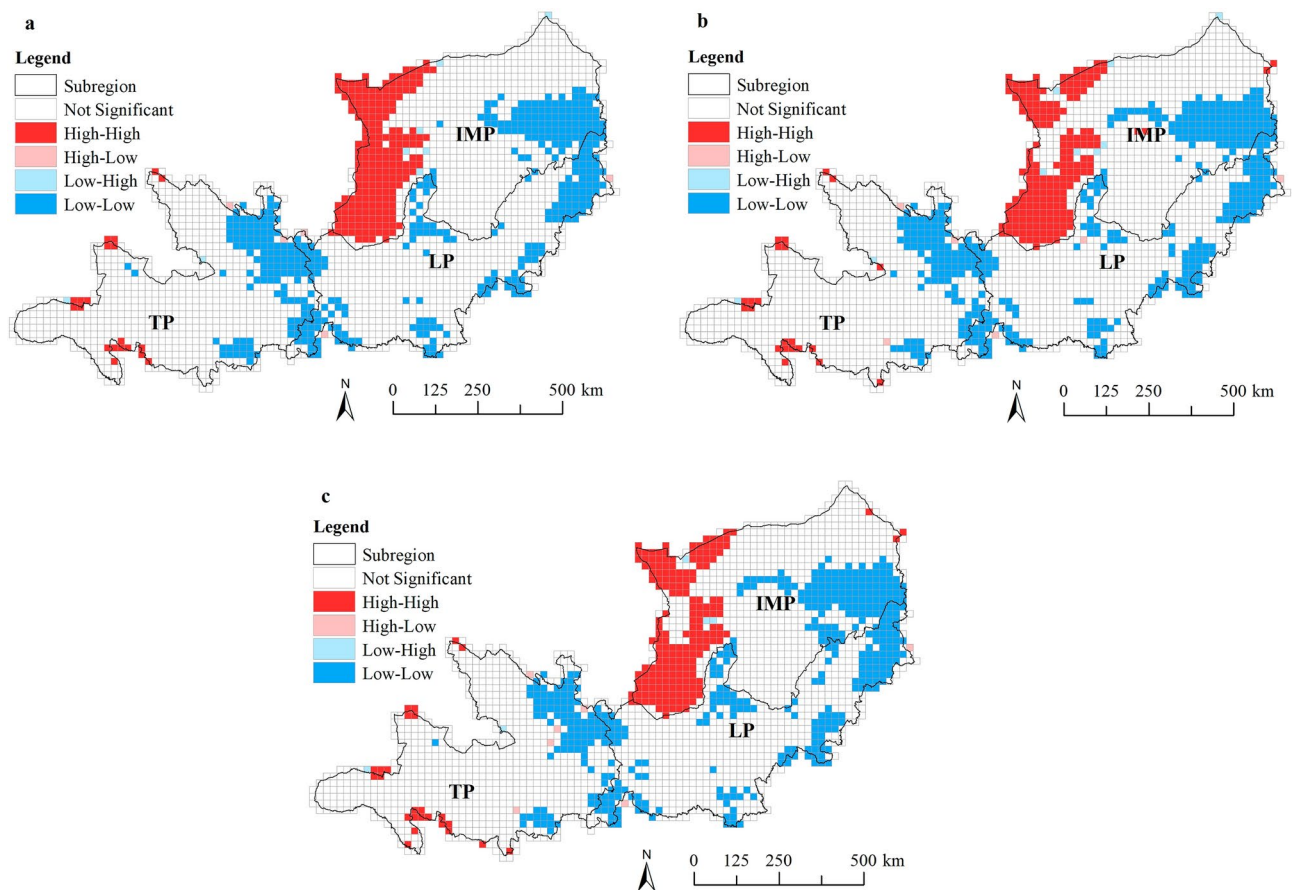 a
Legend
Subregion
Not Significant
High-High
High-Low
Low-High
Low-Low
IMP
LP
TP
N
0 125 250 500 km
b
Legend
Subregion
Not Significant
High-High
High-Low
Low-High
Low-Low
IMP
LP
TP
N
0 125 250 500 km
c
Legend
Subregion
Not Significant
High-High
High-Low
Low-High
Low-Low
IMP
LP
TP
N
0 125 250 500 km